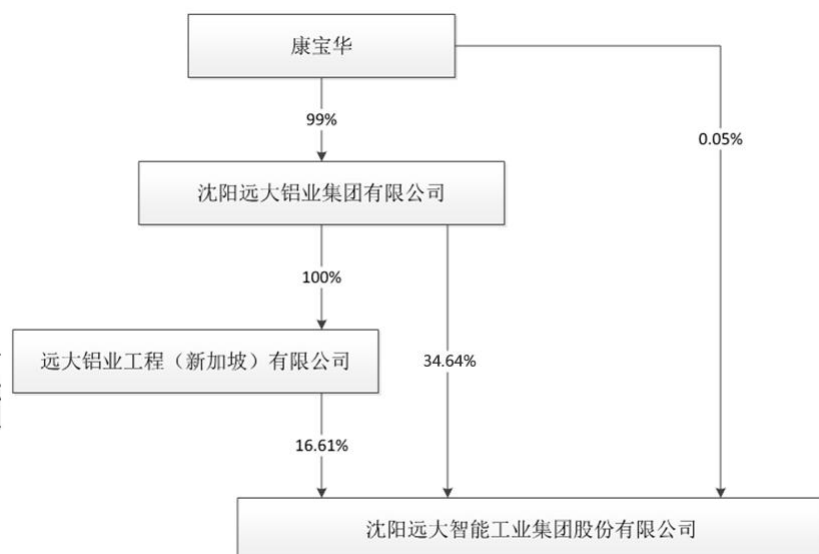 康宝华
99%
0.05%
沈阳远大铝业集团有限公司
100%
远大铝业工程（新加坡）有限公司
34.64%
16.61%
沈阳远大智能工业集团股份有限公司